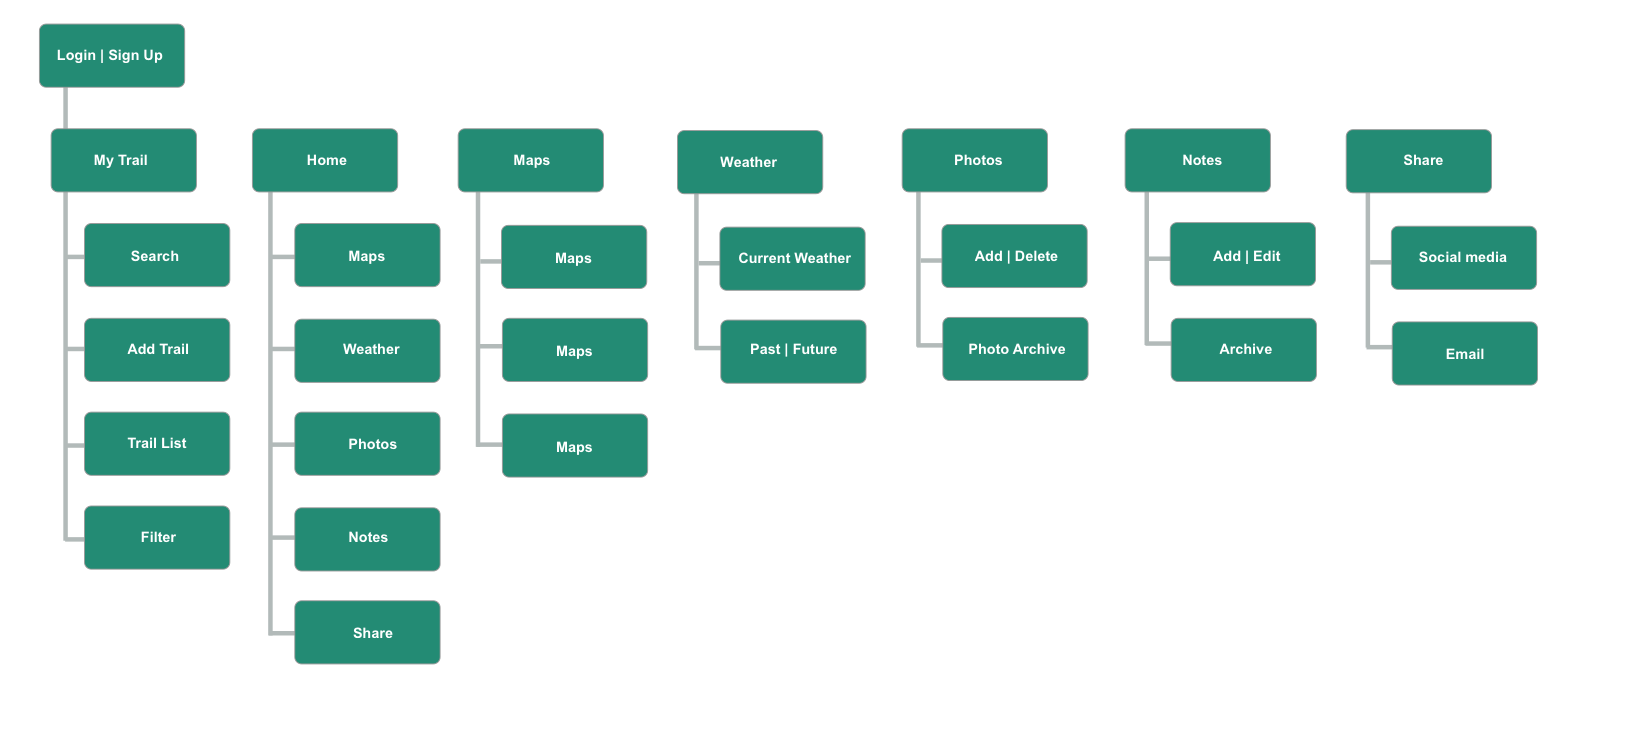 Login | Sign Up
My Trail
Home
Maps
Weather
Photos
Notes
Share
Search
Maps
Maps
Current Weather
Add | Delete
Add | Edit
Social media
Add Trail
Weather
Maps
Past | Future
Photo Archive
Archive
Email
Trail List
Photos
Maps
Filter
Notes
Share